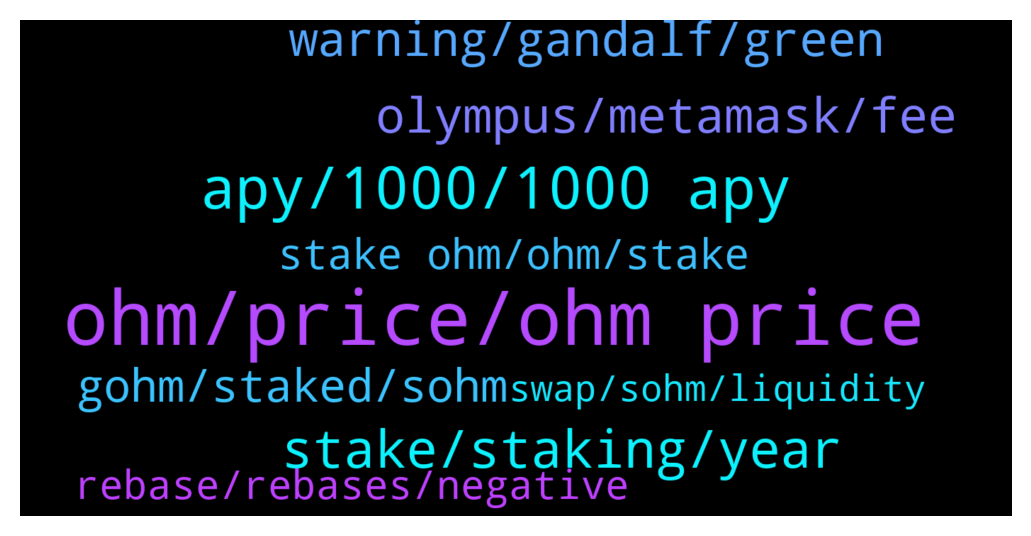 warning/gandalf/green
olympus/metamask/fee
apy/1000/1000 apy
stake ohm/ohm/stake
ohm/price/ohm price
gohm/staked/sohm
swap/sohm/liquidity
stake/staking/year
rebase/rebases/negative